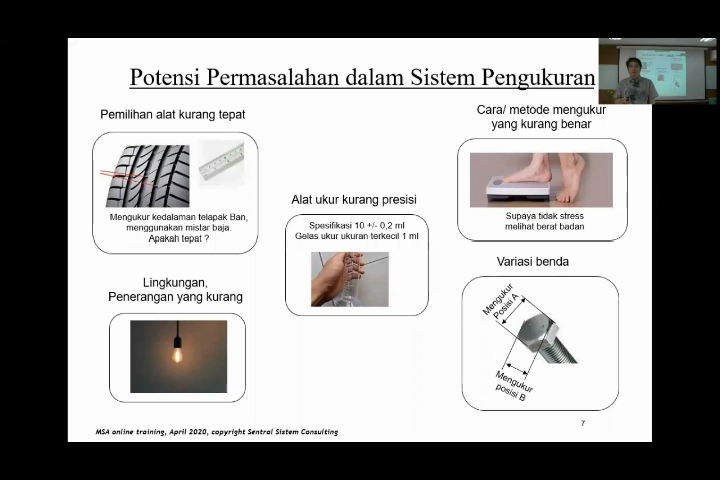 Potensi Permasalahan dalam Sistem Pengukuran
Pemilihan alat kurang tepat
Mengukur kedalaman telapak Ban,
menggunakan mistar baja.
Apakah tepat ?
Lingkungan,
Penerangan yang kurang
Alat ukur kurang presisi
Spesifikasi 10 +/- 0,2 ml
Gelas ukur ukuran terkecil 1 ml
Cara/ metode mengukur
yang kurang benar
Supaya tidak stress
melihat berat badan
Variasi benda
Mengukur
Posisi A
Mengukur
posisi B
7
MSA online training, April 2020, copyright Sentral Sistem Consulting